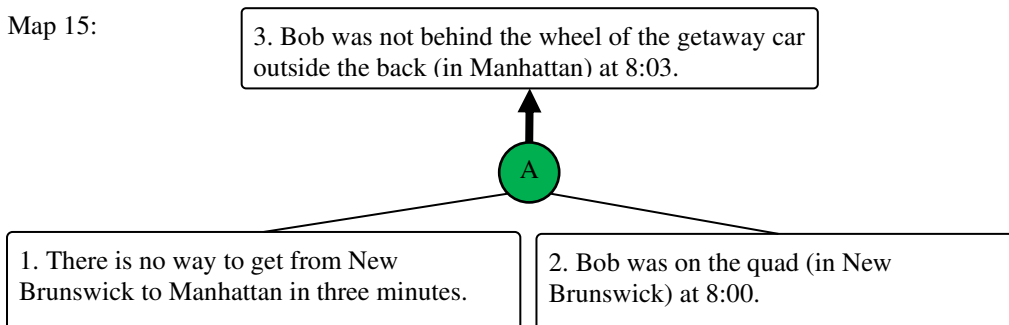 Map 15:
3. Bob was not behind the wheel of the getaway car
outside the back (in Manhattan) at 8:03.
A
1. There is no way to get from New
Brunswick to Manhattan in three minutes.
2. Bob was on the quad (in New
Brunswick) at 8:00.